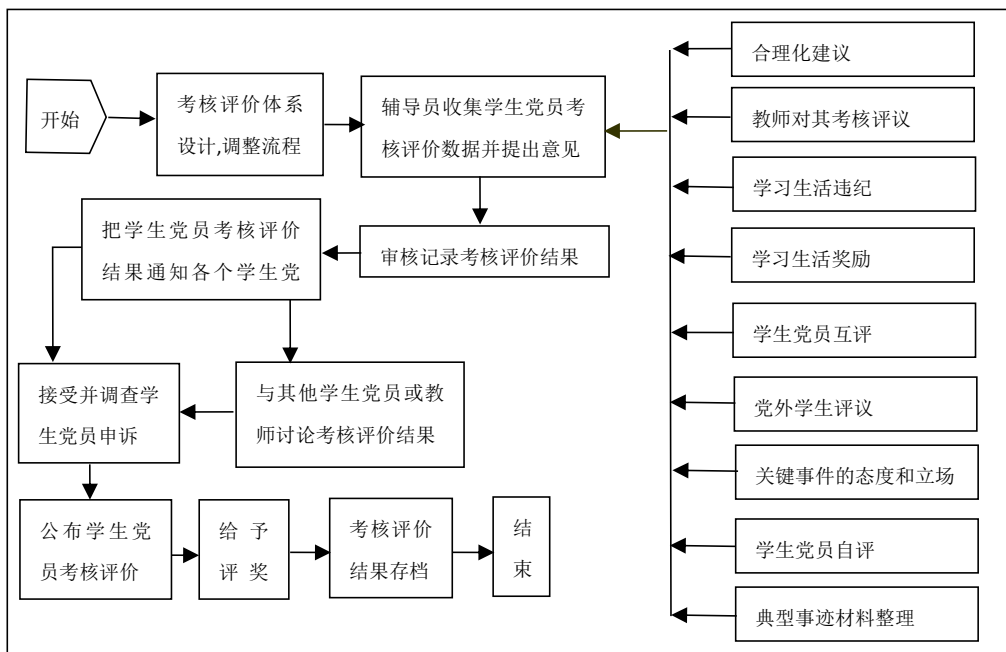 开始
考核评价体系
设计,调整流程
辅导员收集学生党员考
核评价数据并提出意见
审核记录考核评价结果
把学生党员考核评价
结果通知各个学生党
接受并调查学
生党员申诉
与其他学生党员或教
师讨论考核评价结果
公布学生党
员考核评价
给予
评奖
考核评价
结果存档
结
束
合理化建议
教师对其考核评议
学习生活违纪
学习生活奖励
学生党员互评
党外学生评议
关键事件的态度和立场
学生党员自评
典型事迹材料整理